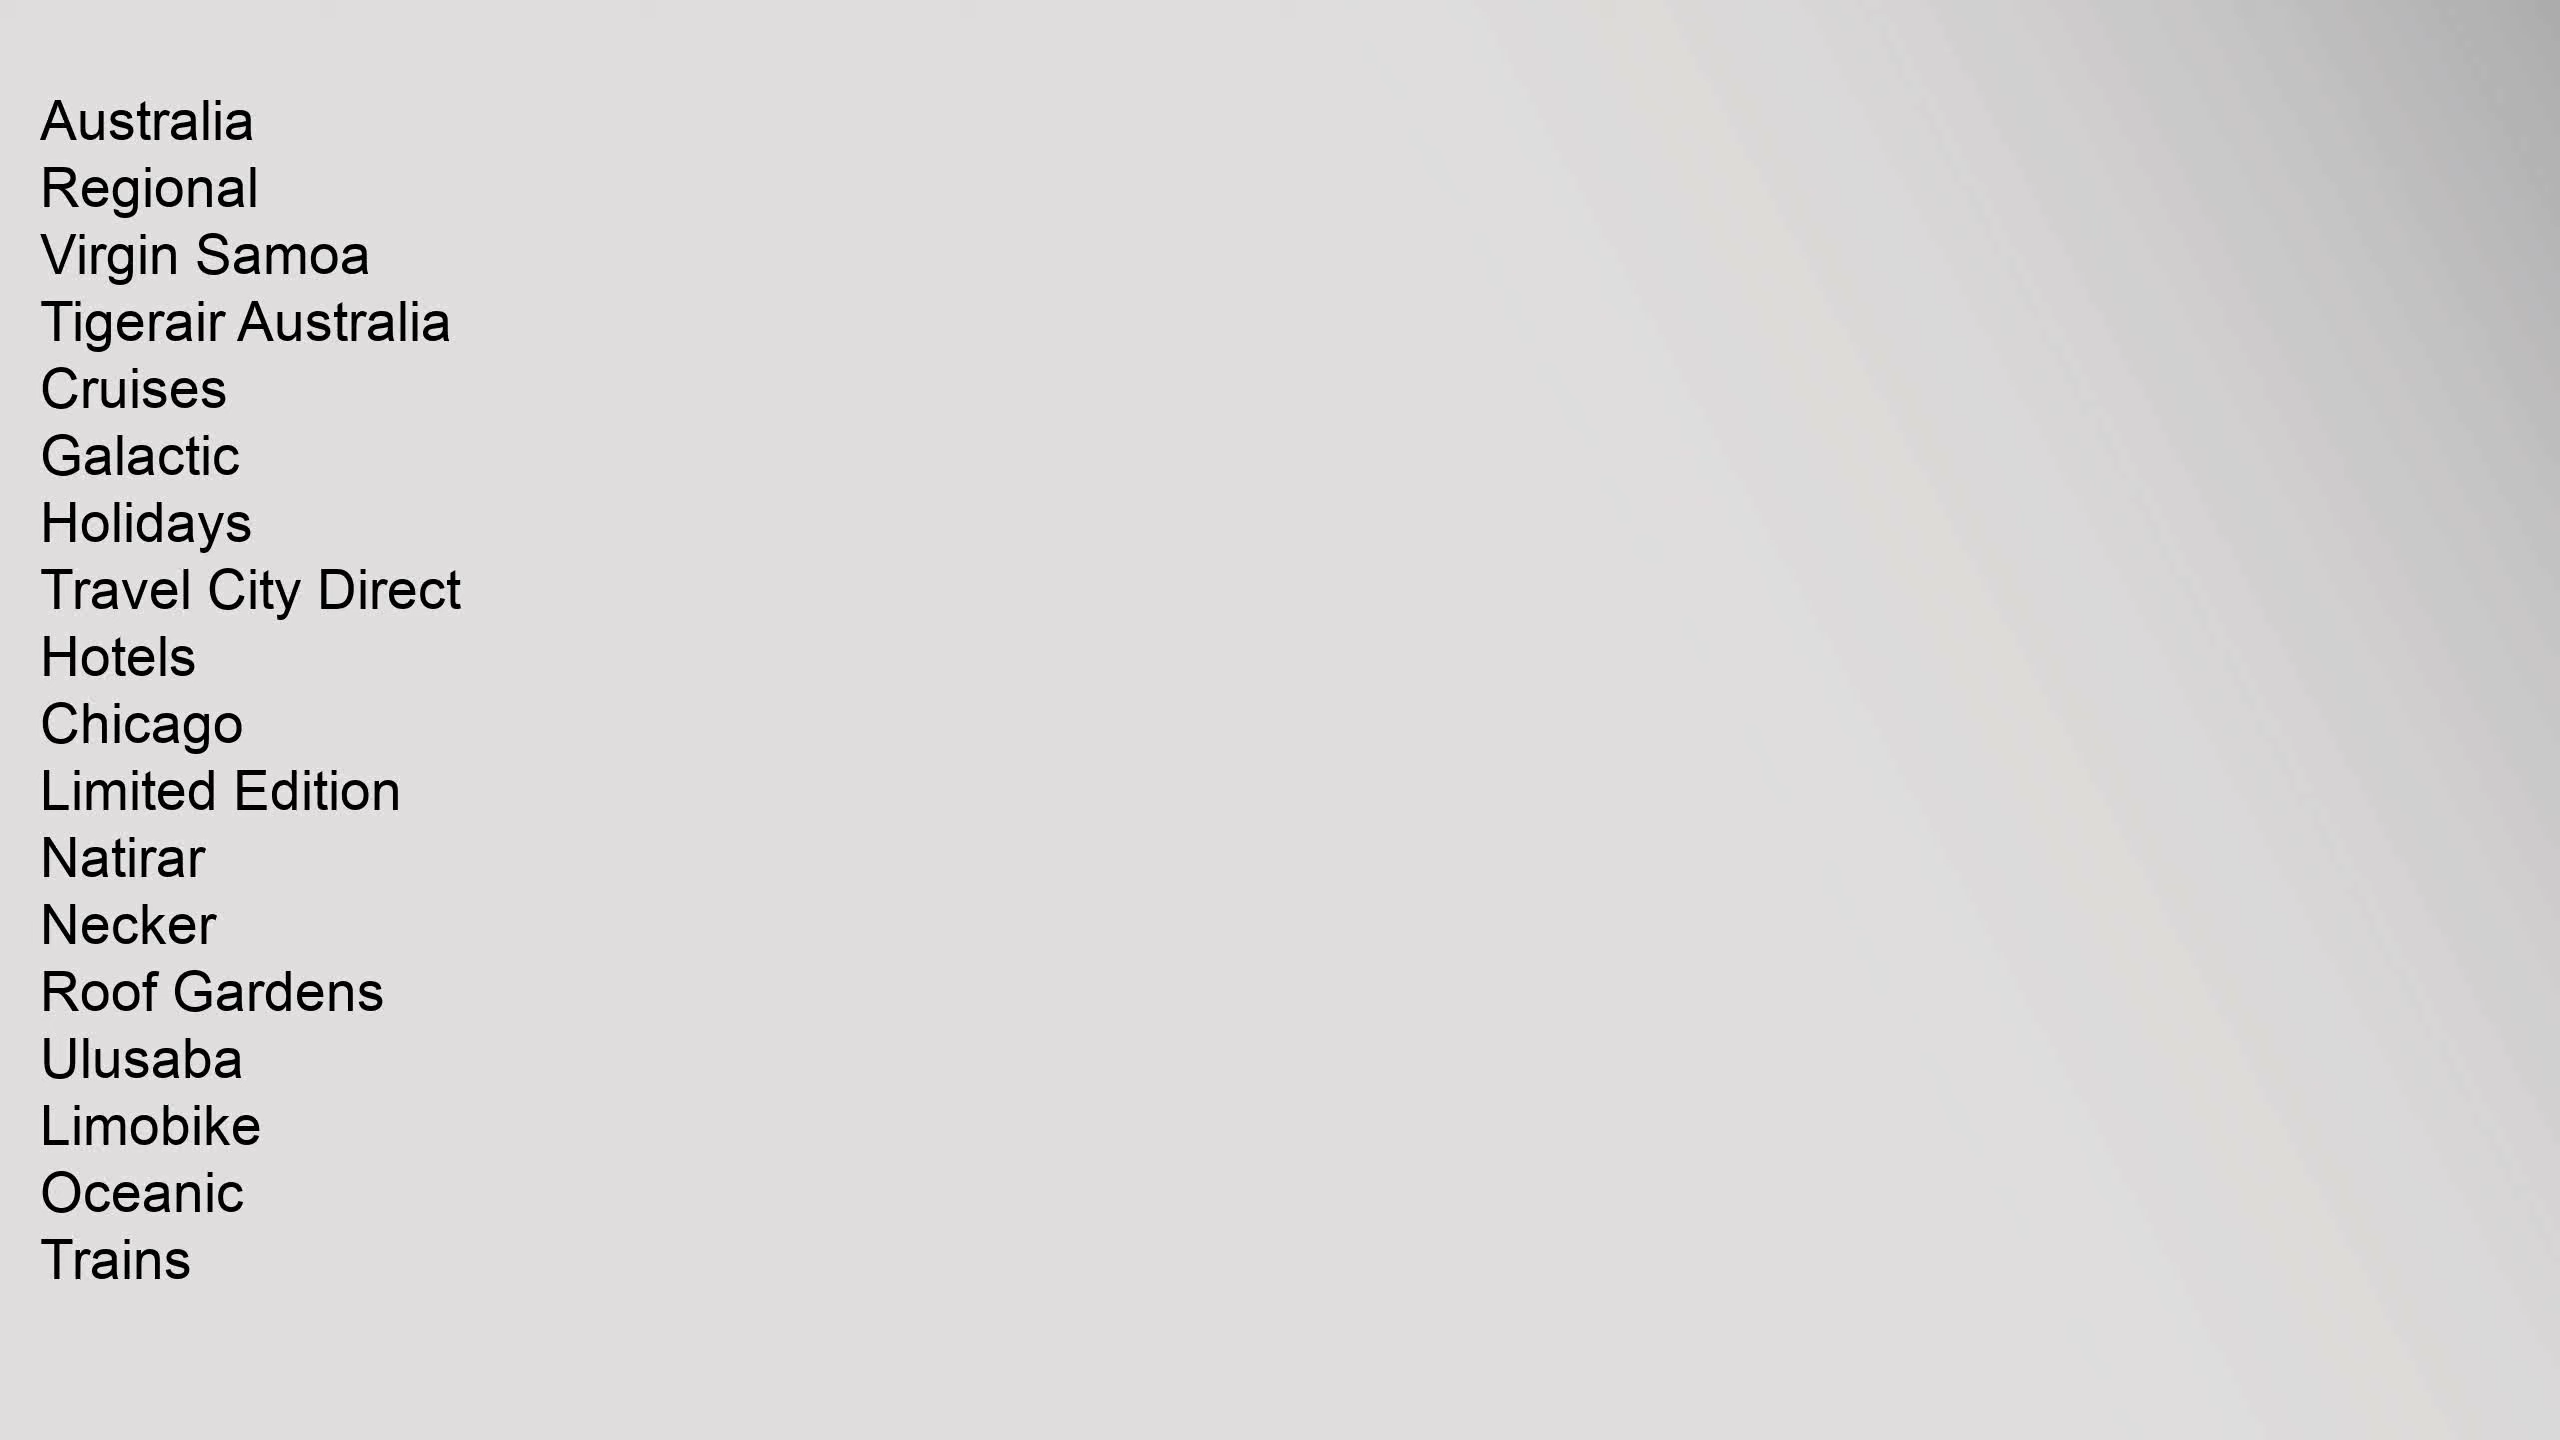 Australia
Regional
Virgin Samoa
Tigerair Australia
Cruises
Galactic
Holidays
Travel City Direct
Hotels
Chicago
Limited Edition
Natirar
Necker
Roof Gardens
Ulusaba
Limobike
Oceanic
Trains